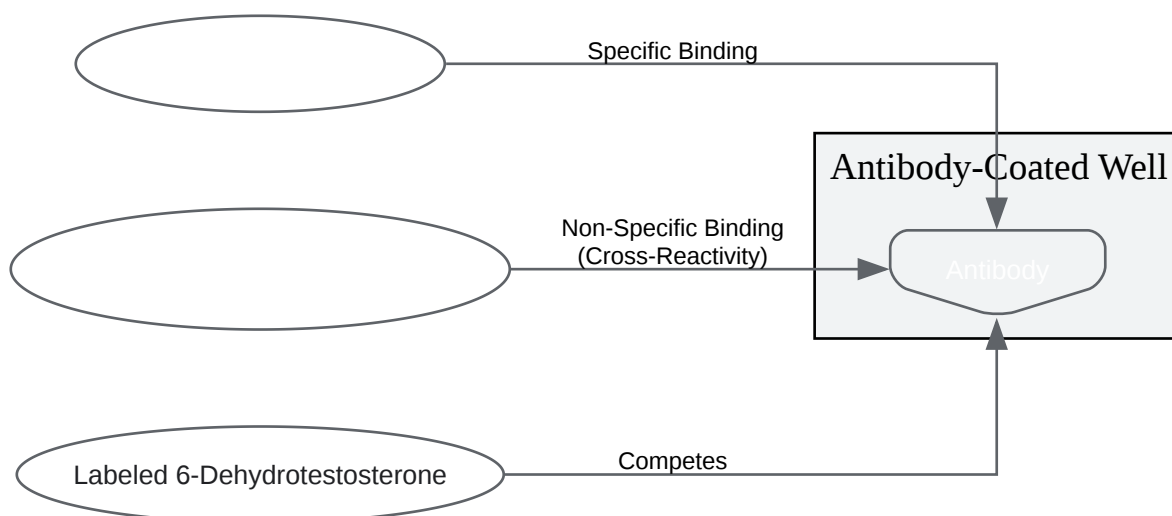 Specific Binding
Antibody-Coated Well
Non-Specific Binding
(Cross-Reactivity)
Antibody
Labeled 6-Dehydrotestosterone
Competes